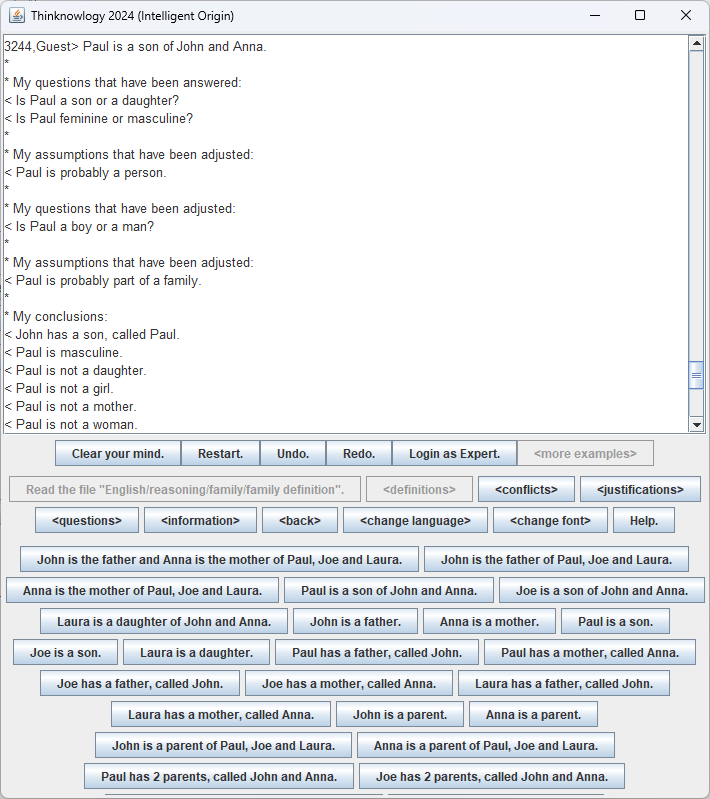 Thinknowlogy 2024 (Intelligent Origin)
3244,Guest> Paul is a son of John and Anna.
*
* My questions that have been answered:
< Is Paul a son or a daughter?
< Is Paul feminine or masculine?
*
* My assumptions that have been adjusted:
< Paul is probably a person.
*
* My questions that have been adjusted:
< Is Paul a boy or a man?
*
* My assumptions that have been adjusted:
< Paul is probably part of a family.
*
* My conclusions:
< John has a son, called Paul.
< Paul is masculine.
< Paul is not a daughter.
< Paul is not a girl.
< Paul is not a mother.
< Paul is not a woman.
Clear your mind. Restart. Undo. Redo. Login as Expert. <more examples>
Read the file "English/reasoning/family/family definition". <definitions> <conflicts> <justifications>
<questions> <information> <back> <change language> <change font> Help.
John is the father and Anna is the mother of Paul, Joe and Laura. John is the father of Paul, Joe and Laura.
Anna is the mother of Paul, Joe and Laura. Paul is a son of John and Anna. Joe is a son of John and Anna.
Laura is a daughter of John and Anna. John is a father. Anna is a mother. Paul is a son.
Joe is a son. Laura is a daughter. Paul has a father, called John. Paul has a mother, called Anna.
Joe has a father, called John. Joe has a mother, called Anna. Laura has a father, called John.
Laura has a mother, called Anna. John is a parent. Anna is a parent.
John is a parent of Paul, Joe and Laura. Anna is a parent of Paul, Joe and Laura.
Paul has 2 parents, called John and Anna. Joe has 2 parents, called John and Anna.